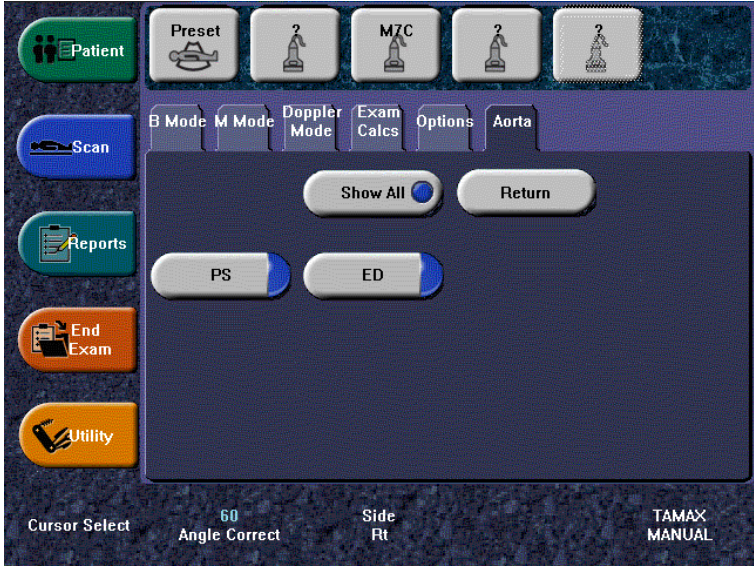 Patient
Preset
?
M7C
?
?
Scan
B Mode
M Mode
Doppler
Mode
Exam
Calcs
Options
Aorta
Show All
Return
Reports
PS
ED
End
Exam
Utility
Cursor Select
60
Angle Correct
Side
Rt
TAMAX
MANUAL